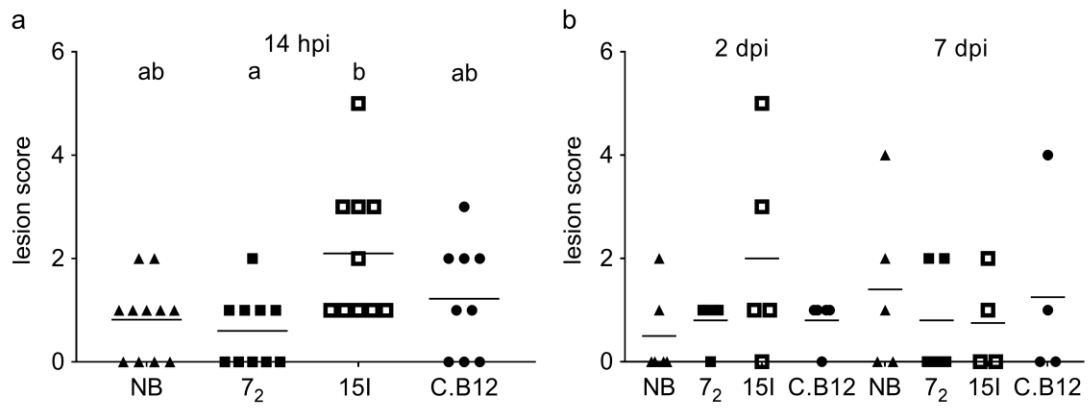 a
14 hpi
6
4
2
0
lesion score
ab a b ab
NB 7₂ 15I C.B12
b
2 dpi 7 dpi
6
4
2
0
lesion score
NB 7₂ 15I C.B12 NB 7₂ 15I C.B12